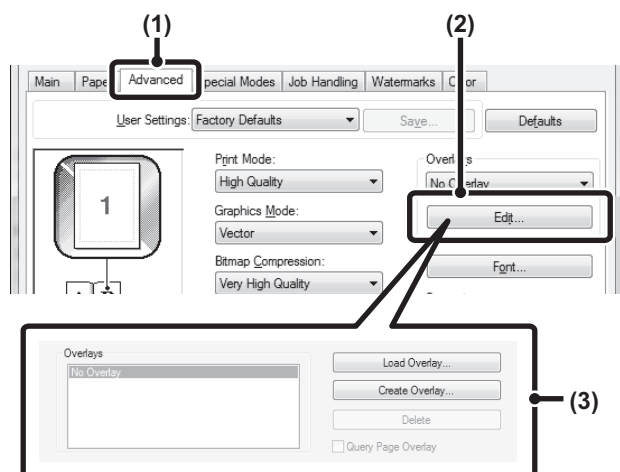 (1)
(2)
Main Advanced Job Handling Watermarks
User Settings: Factory Defaults Save... Defaults
Print Mode:
High Quality
No Overlay
Graphics Mode:
Vector
Edit...
Bitmap Compression:
Very High Quality
Font...
1
Overlays
No Overlay
Load Overlay...
Create Overlay...
Delete
Query Page Overlay
(3)